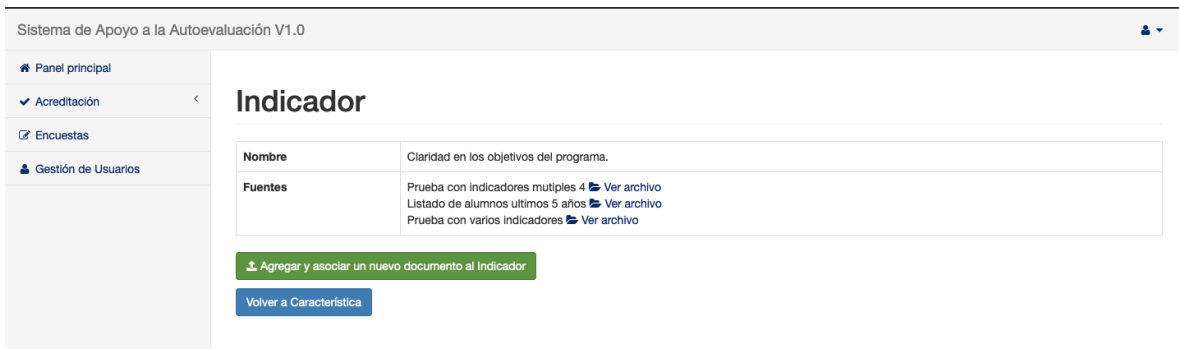 Sistema de Apoyo a la Autoevaluación V1.0
Panel principal
Acreditación
Encuestas
Gestión de Usuarios
Indicador
Nombre Claridad en los objetivos del programa.
Fuentes Prueba con indicadores mutiples 4 Ver archivo
Listado de alumnos ultimos 5 años Ver archivo
Prueba con varios indicadores Ver archivo
Agregar y asociar un nuevo documento al Indicador
Volver a Característica